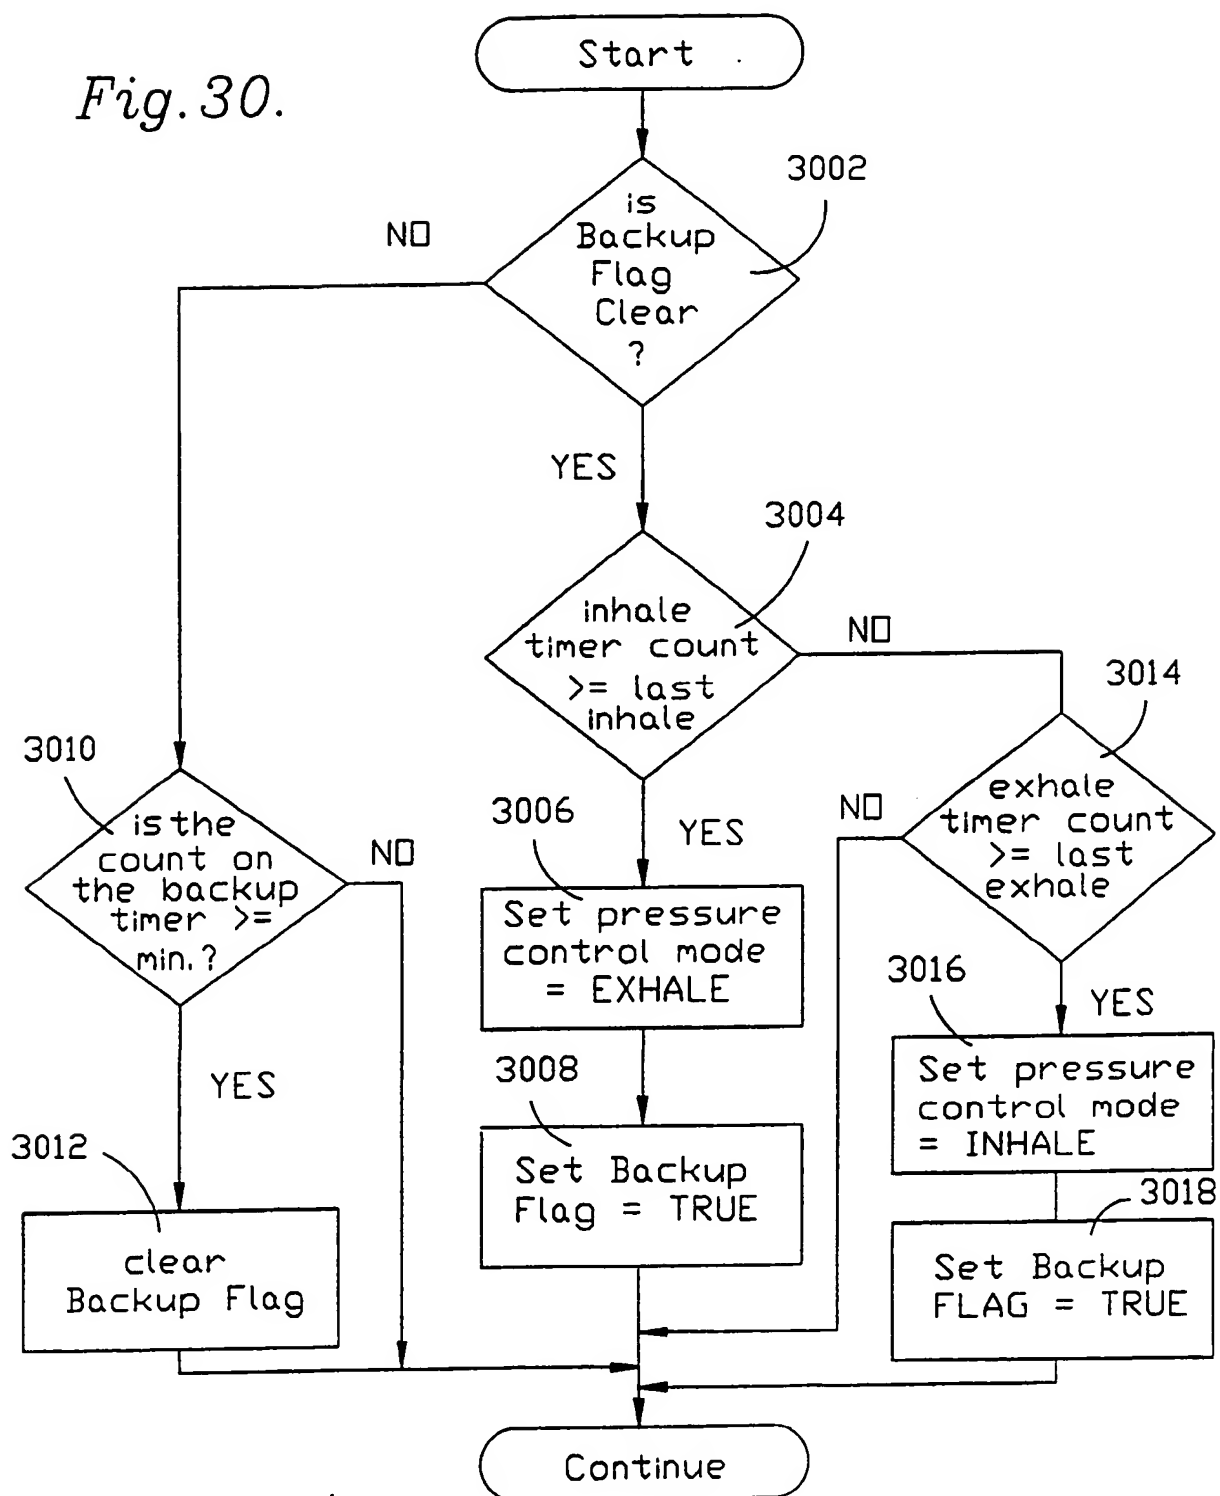 Fig. 30.
Start
3002
is
Backup
Flag
Clear
?
NO
YES
3004
inhale
timer count
>= last
inhale
NO
3014
exhale
timer count
>= last
exhale
NO
YES
3010
is the
count on
the backup
timer >=
min. ?
NO
YES
3006
YES
Set pressure
control mode
= EXHALE
3016
Set pressure
control mode
= INHALE
3008
Set Backup
Flag = TRUE
3012
clear
Backup Flag
3018
Set Backup
FLAG = TRUE
Continue